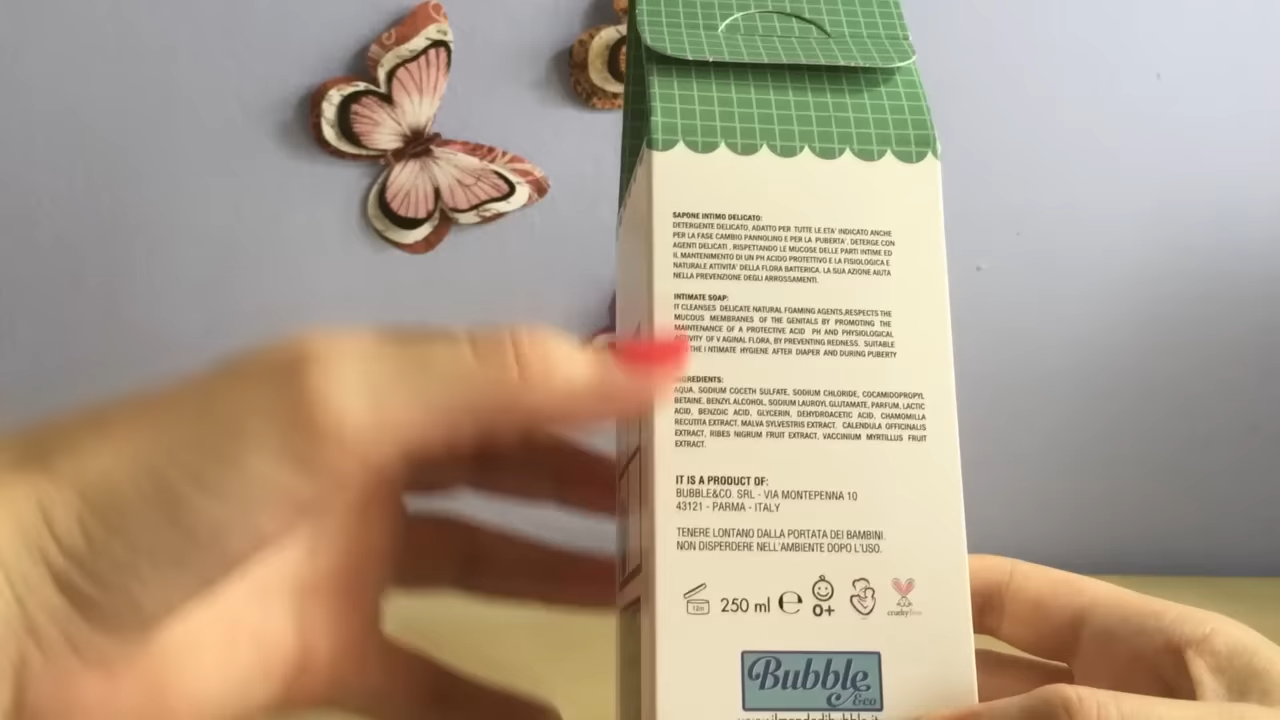 SAPONE INTIMO DELICATO:
DETERGENTE DELICATO, ADATTO PER TUTTE LE ETA' INDICATO ANCHE
PER LA FASE CAMBIO PANNOLINO E PER LA PUBERTA', DETERGE CON
AGENTI DELICATI , RISPETTANDO LE MUCOSE DELLE PARTI INTIME ED
IL MANTENIMENTO DI UN PH ACIDO PROTETTIVO E LA FISIOLOGICA E
NATURALE ATTIVITA' DELLA FLORA BATTERICA. LA SUA AZIONE AIUTA
NELLA PREVENZIONE DEGLI ARROSSAMENTI.
INTIMATE SOAP:
IT CLEANSES DELICATE NATURAL FOAMING AGENTS,RESPECTS THE
MUCOUS MEMBRANES OF THE GENITALS BY PROMOTING THE
MAINTENANCE OF A PROTECTIVE ACID PH AND PHYSIOLOGICAL
ACTIVITY OF V AGINAL FLORA, BY PREVENTING REDNESS. SUITABLE
THE I NTIMATE HYGIENE AFTER DIAPER AND DURING PUBERTY
INGREDIENTS:
AQUA, SODIUM COCETH SULFATE, SODIUM CHLORIDE, COCAMIDOPROPYL
BETAINE, BENZYL ALCOHOL, SODIUM LAUROYL GLUTAMATE, PARFUM, LACTIC
ACID, BENZOIC ACID, GLYCERIN, DEHYDROACETIC ACID, CHAMOMILLA
RECUTITA EXTRACT, MALVA SYLVESTRIS EXTRACT, CALENDULA OFFICINALIS
EXTRACT, RIBES NIGRUM FRUIT EXTRACT, VACCINIUM MYRTILLUS FRUIT
EXTRACT.
IT IS A PRODUCT OF:
BUBBLE&CO. SRL - VIA MONTEPENNA 10
43121 - PARMA - ITALY
TENERE LONTANO DALLA PORTATA DEI BAMBINI.
NON DISPERDERE NELL'AMBIENTE DOPO L'USO.
12m 250 ml e 0+ crueltyfree
Bubble &co
www.ilmondodibubble.it